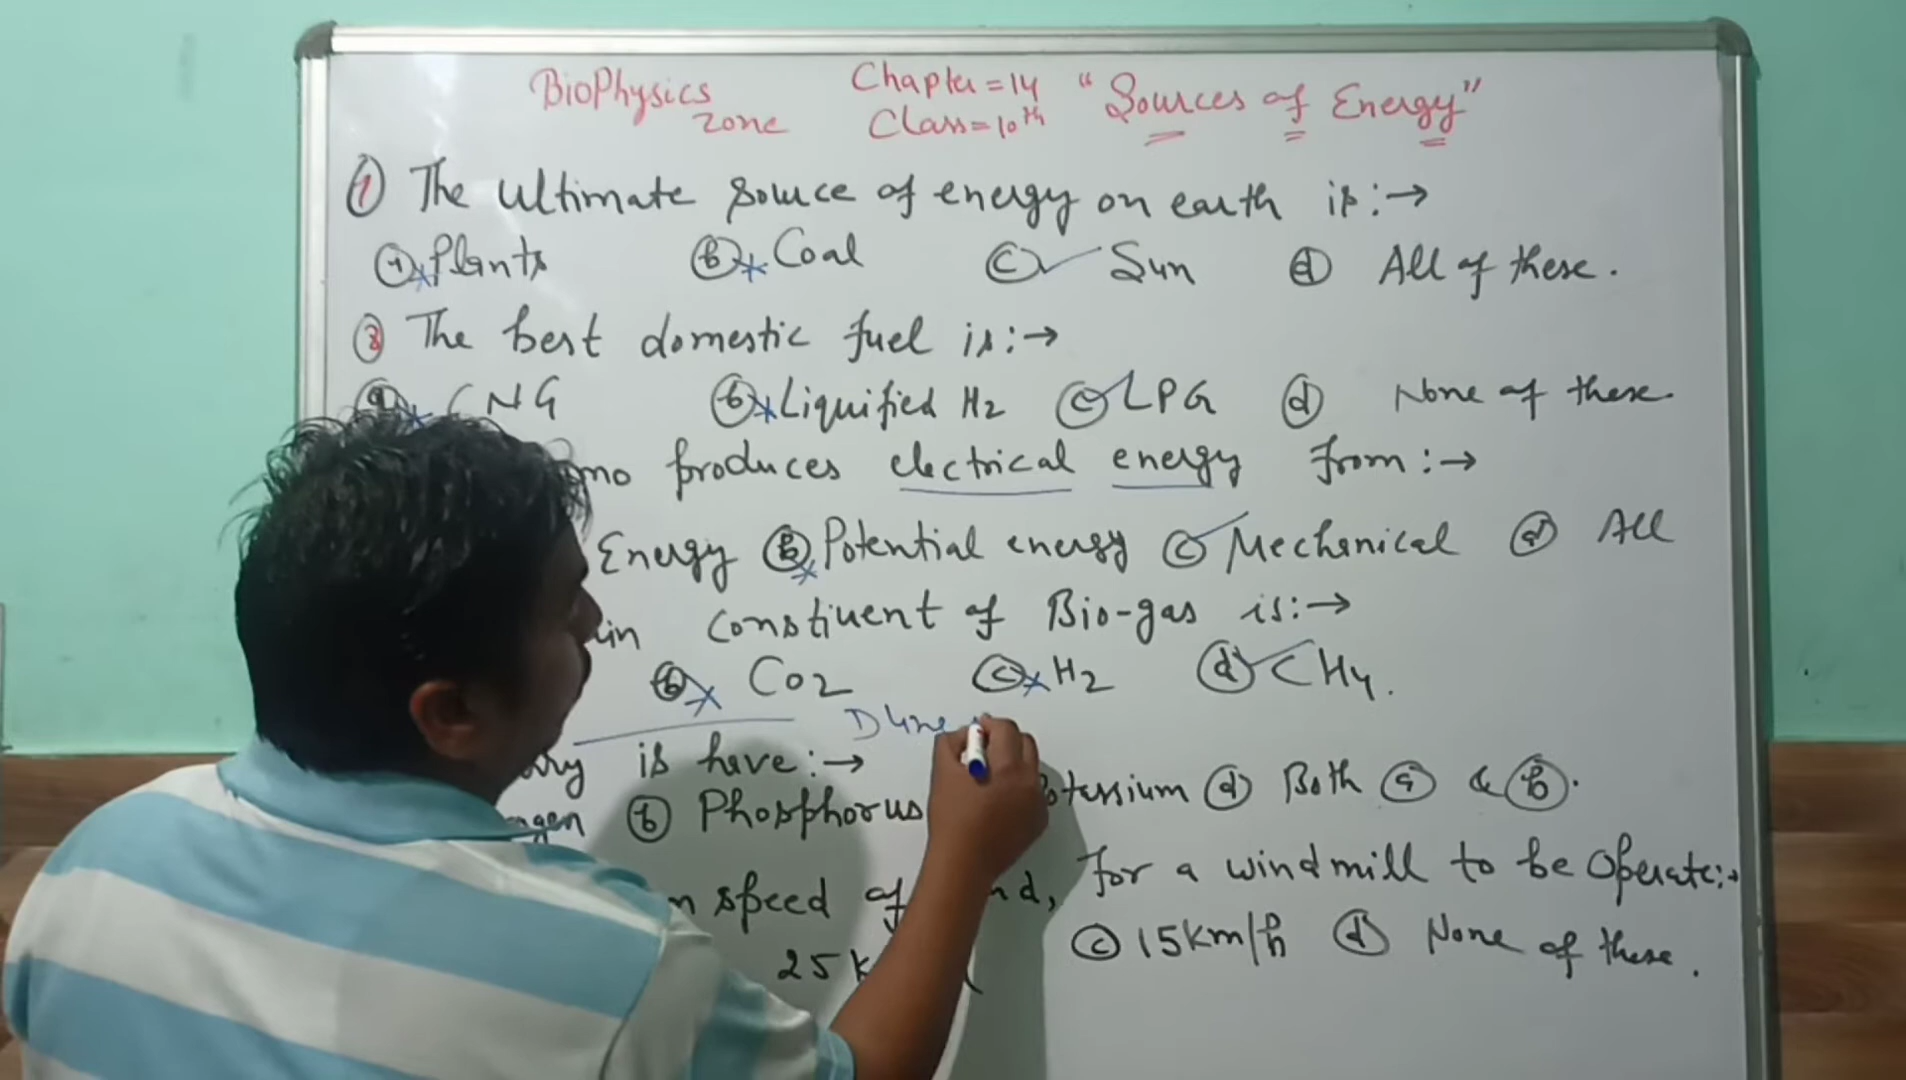 BioPhysics zone Chapter=14 "Sources of Energy"
Class=10th
① The ultimate source of energy on earth is:→
ⓐ Plants ⓑ Coal ⓒ Sun ⓓ All of these.
② The best domestic fuel is:→
ⓐ CNG ⓑ Liquified H2 ⓒ LPG ⓓ None of these.
produces electrical energy from:→
Energy ⓑ Potential energy ⓒ Mechanical ⓓ All
constiuent of Bio-gas is:→
ⓑ CO2 ⓒ H2 ⓓ CH4.
is have:→
ⓑ Phosphorus ⓓ Both ⓐ & ⓑ.
speed of for a windmill to be operate:→
25 ⓒ 15km/h ⓓ None of these.